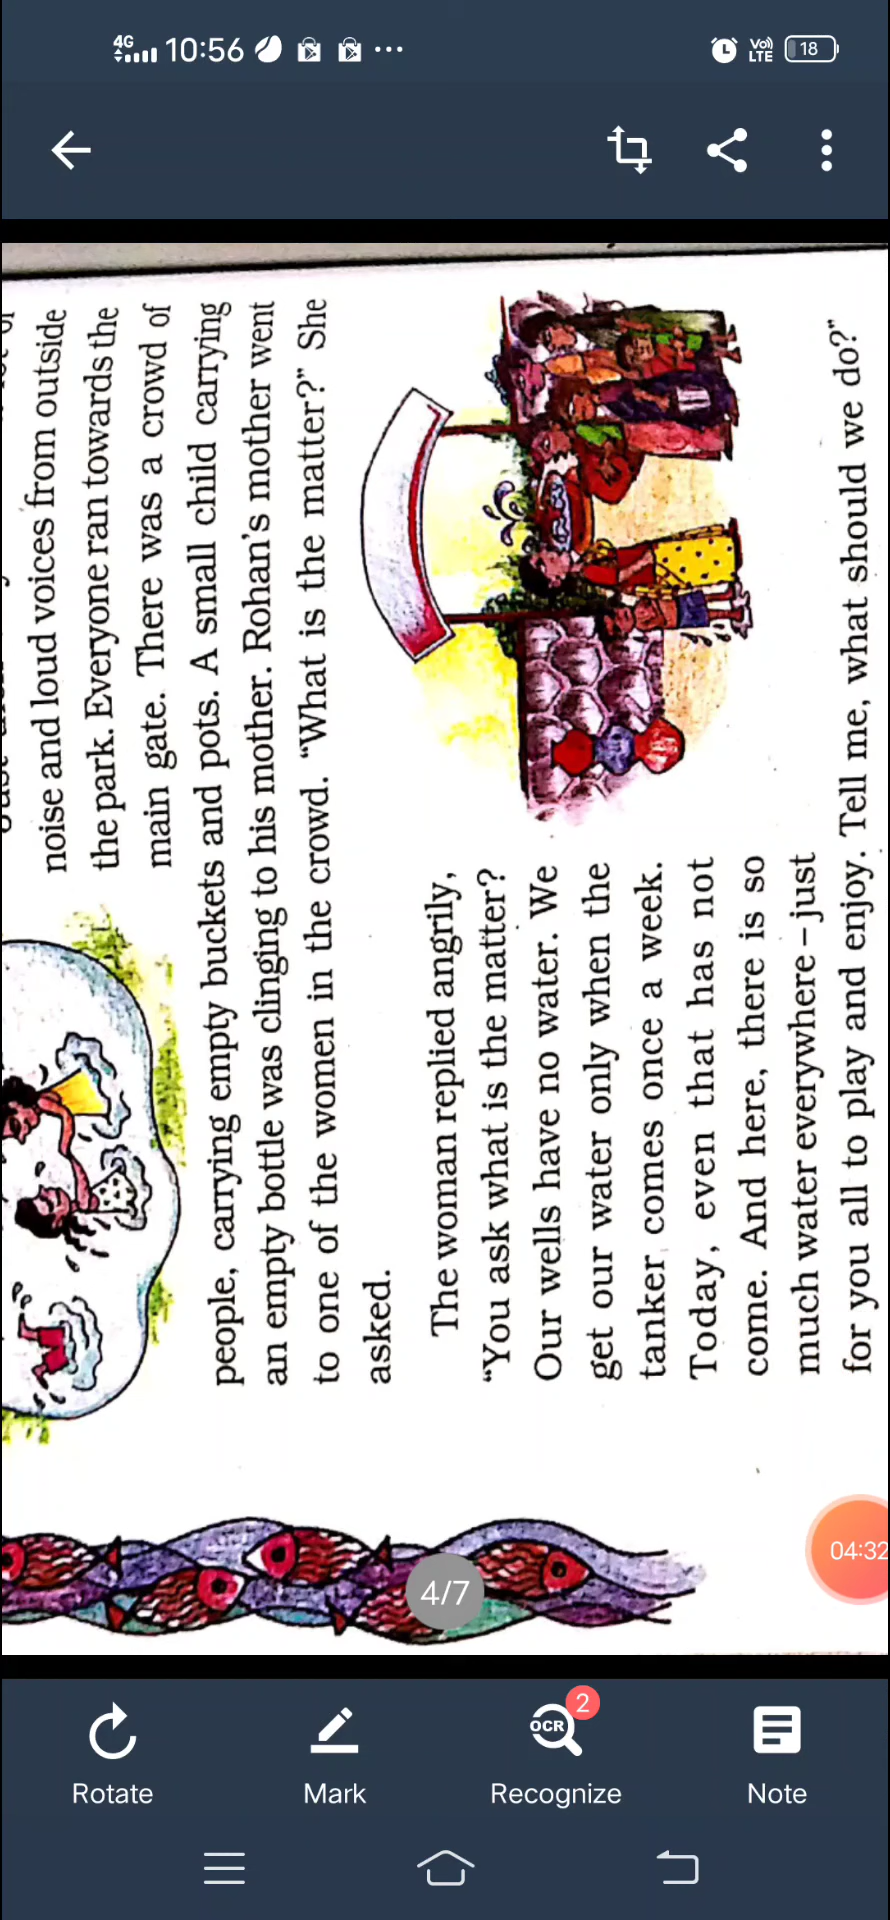 4G 10:56 Vo)) LTE 18
noise and loud voices from outside
the park. Everyone ran towards the
main gate. There was a crowd of
people, carrying empty buckets and pots. A small child carrying
an empty bottle was clinging to his mother. Rohan's mother went
to one of the women in the crowd. “What is the matter?” She
asked.
The woman replied angrily,
“You ask what is the matter?
Our wells have no water. We
get our water only when the
tanker comes once a week.
Today, even that has not
come. And here, there is so
much water everywhere – just
for you all to play and enjoy. Tell me, what should we do?”
4/7
04:32
Rotate
Mark
OCR 2
Recognize
Note